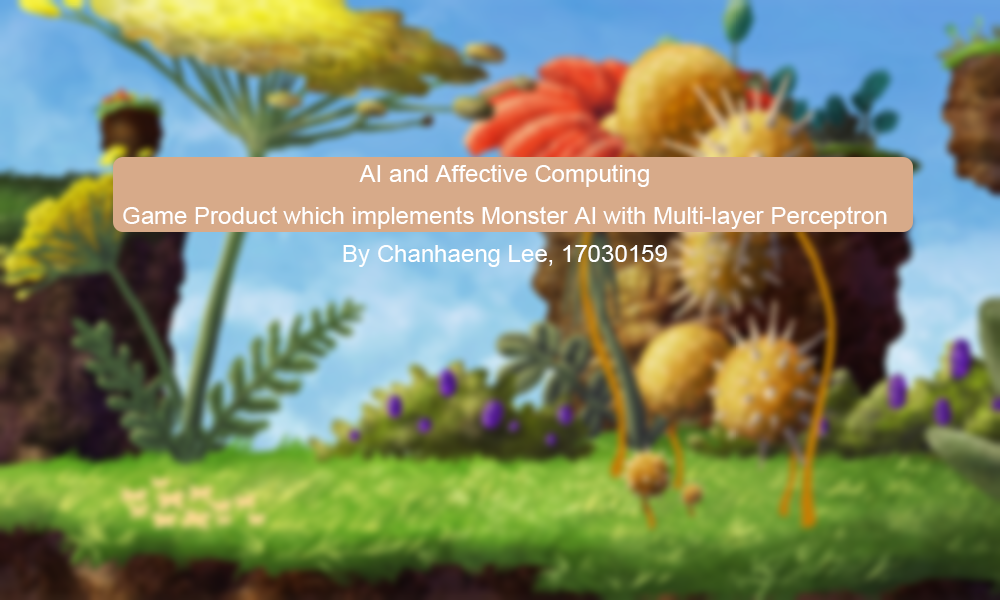 AI and Affective Computing
Game Product which implements Monster AI with Multi-layer Perceptron
By Chanhaeng Lee, 17030159